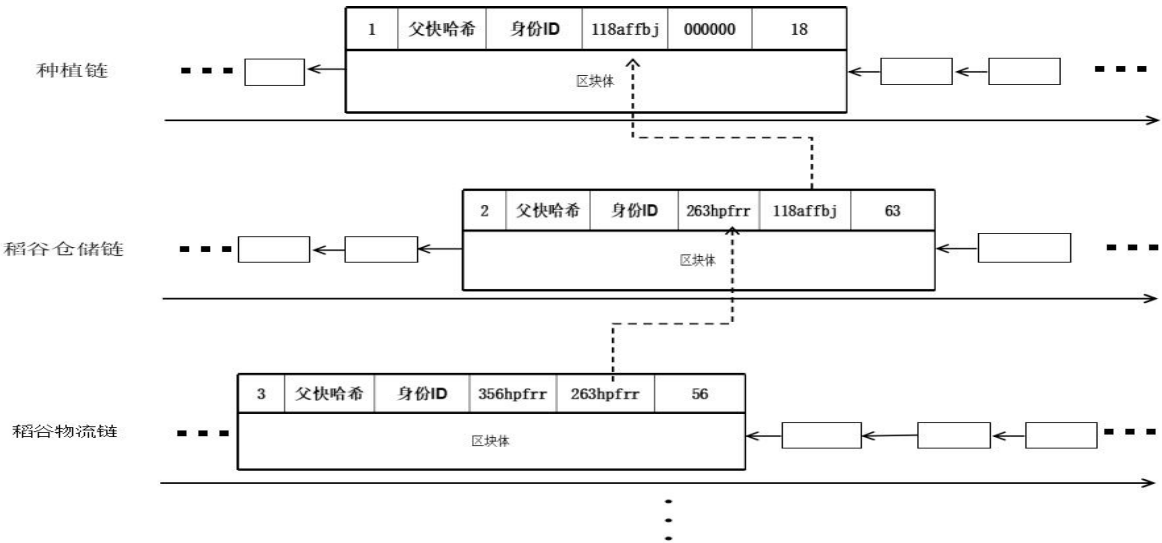 1 父快哈希 身份ID 118affbj 000000 18
种植链
区块体
2 父快哈希 身份ID 263hpfrr 118affbj 63
稻谷仓储链
区块体
3 父快哈希 身份ID 356hpfrr 263hpfrr 56
稻谷物流链
区块体